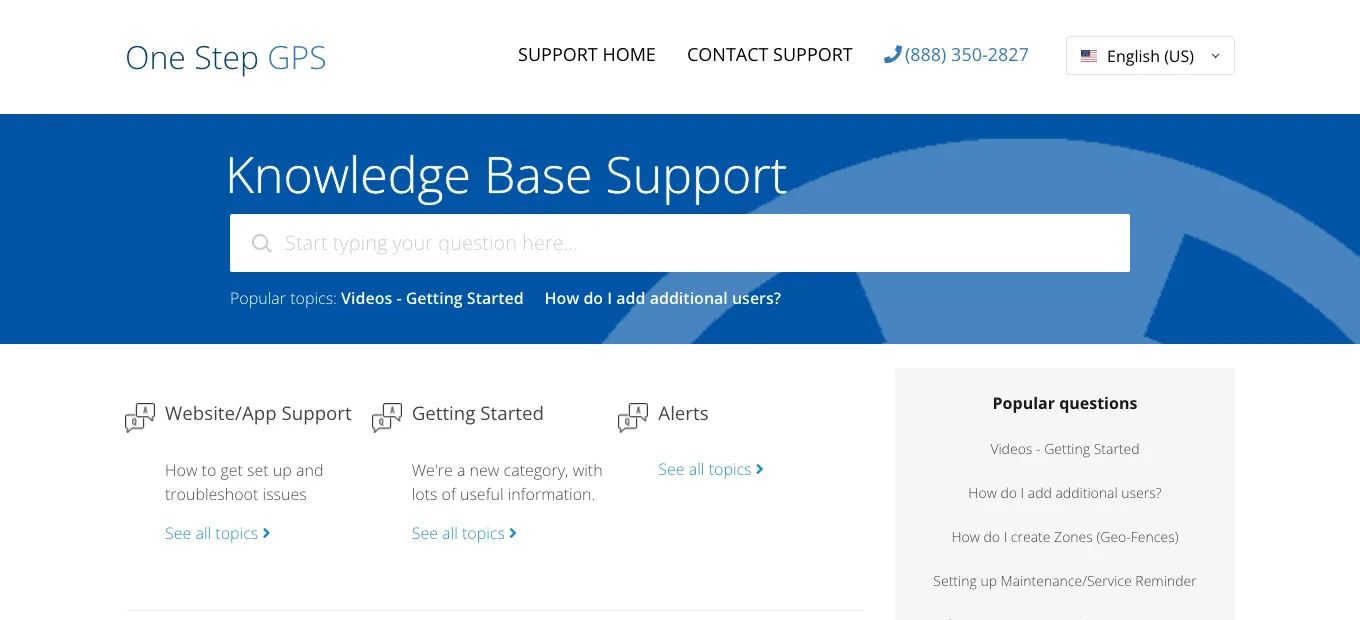 One Step GPS
SUPPORT HOME
CONTACT SUPPORT
(888) 350-2827
English (US)
Knowledge Base Support
Start typing your question here...
Popular topics: Videos - Getting Started How do I add additional users?
Website/App Support
How to get set up and
troubleshoot issues
See all topics
Getting Started
We're a new category, with
lots of useful information.
See all topics
Alerts
See all topics
Popular questions
Videos - Getting Started
How do I add additional users?
How do I create Zones (Geo-Fences)
Setting up Maintenance/Service Reminder